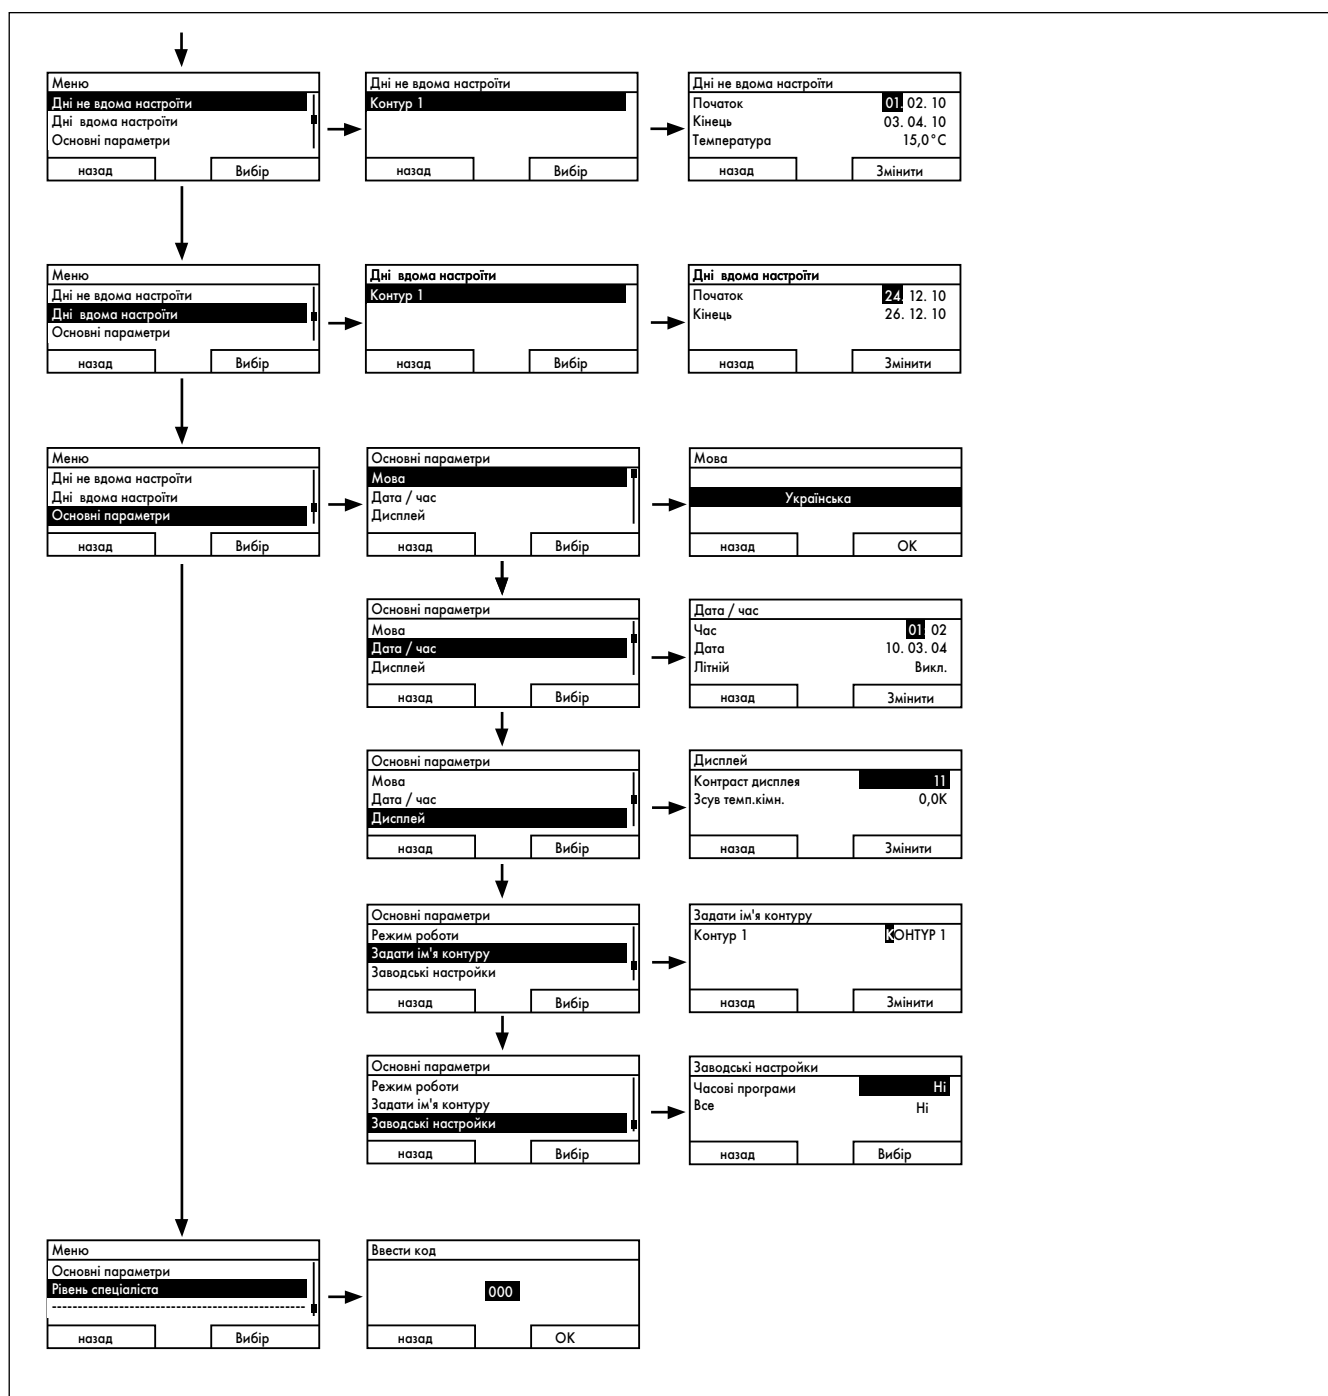 Меню
Дні не вдома настроїти
Дні вдома настроїти
Основні параметри
назад Вибір
Дні не вдома настроїти
Контур 1
назад Вибір
Дні не вдома настроїти
Початок 01. 02. 10
Кінець 03. 04. 10
Температура 15,0°C
назад Змінити
Меню
Дні не вдома настроїти
Дні вдома настроїти
Основні параметри
назад Вибір
Дні вдома настроїти
Контур 1
назад Вибір
Дні вдома настроїти
Початок 24. 12. 10
Кінець 26. 12. 10
назад Змінити
Меню
Дні не вдома настроїти
Дні вдома настроїти
Основні параметри
назад Вибір
Основні параметри
Мова
Дата / час
Дисплей
назад Вибір
Мова
Українська
назад OK
Основні параметри
Мова
Дата / час
Дисплей
назад Вибір
Дата / час
Час 01 02
Дата 10. 03. 04
Літній Викл.
назад Змінити
Основні параметри
Мова
Дата / час
Дисплей
назад Вибір
Дисплей
Контраст дисплея 11
Зсув темп.кімн. 0,0K
назад Змінити
Основні параметри
Режим роботи
Задати ім'я контуру
Заводські настройки
назад Вибір
Задати ім'я контуру
Контур 1 КОНТУР 1
назад Змінити
Основні параметри
Режим роботи
Задати ім'я контуру
Заводські настройки
назад Вибір
Заводські настройки
Часові програми Ні
Все Ні
назад Вибір
Меню
Основні параметри
Рівень спеціаліста
------------------------------------------------
назад Вибір
Ввести код
000
назад OK